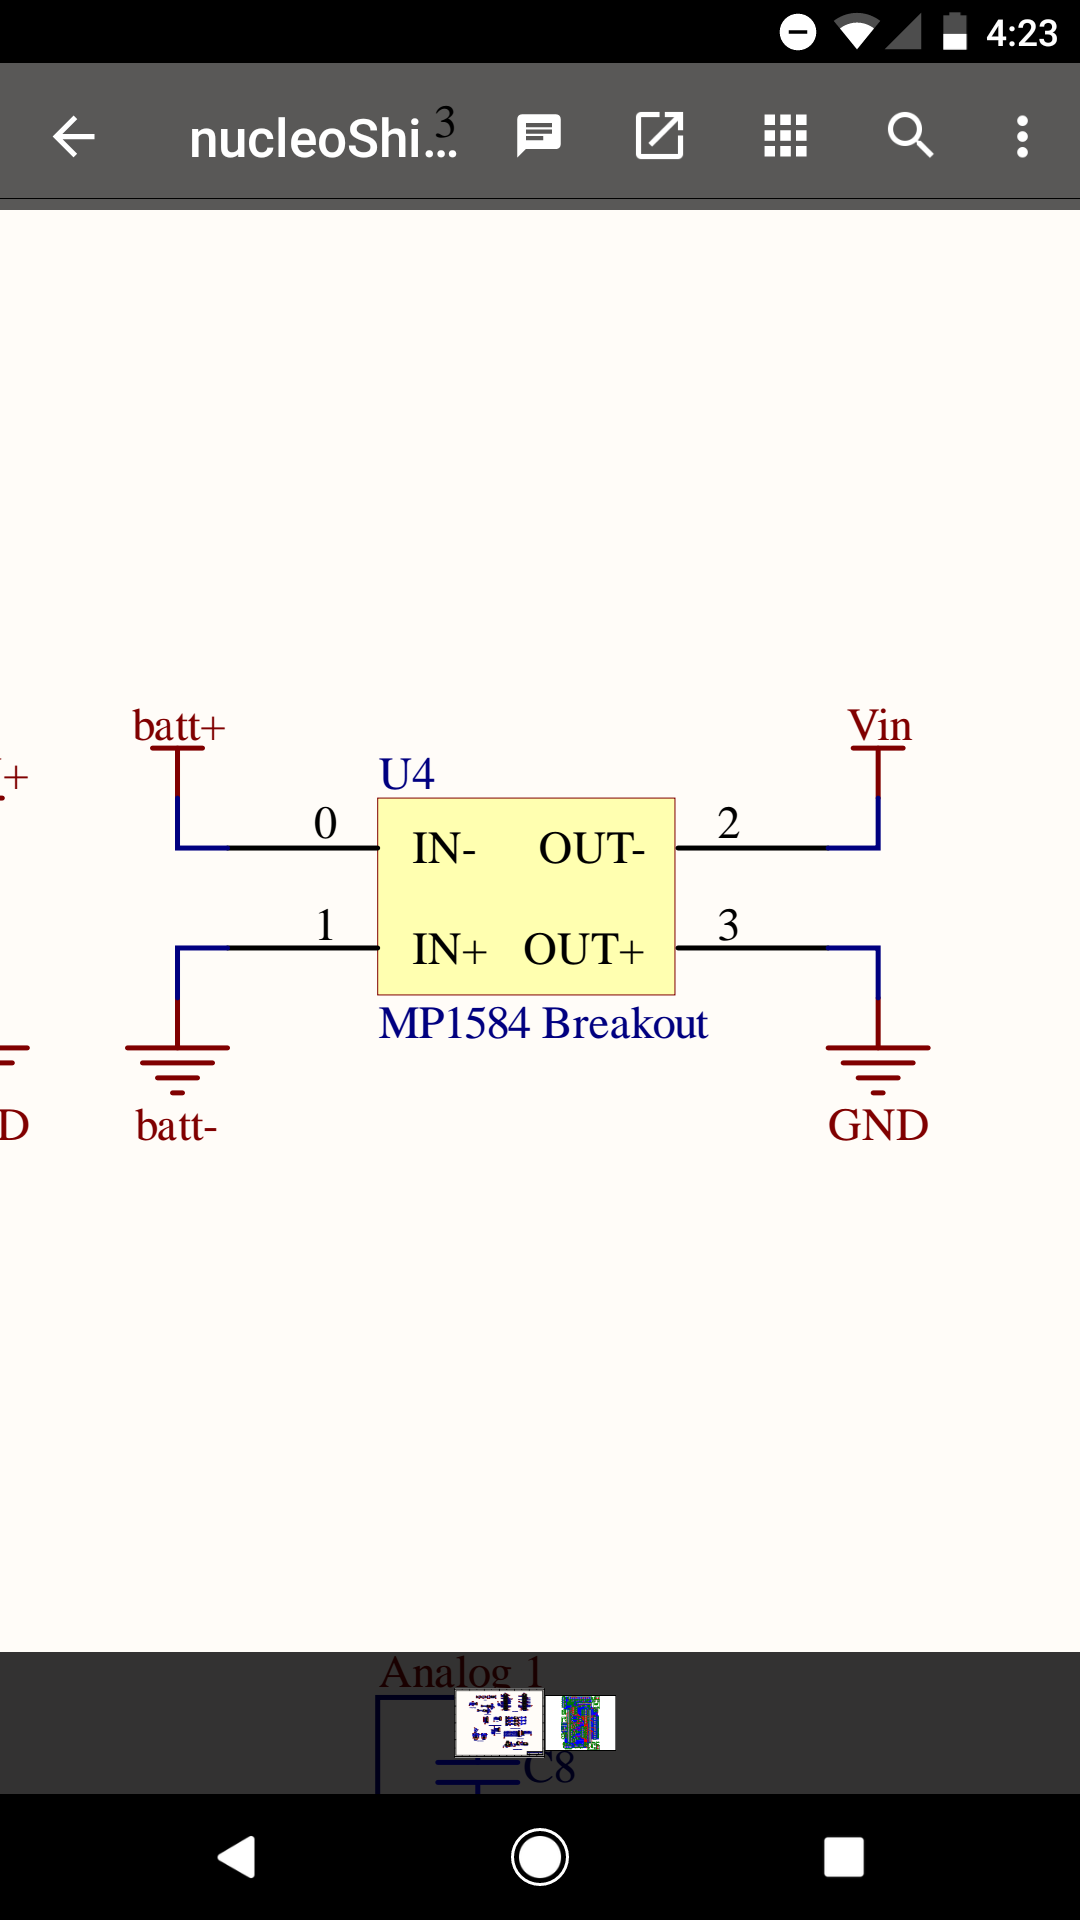 4:23
nucleoShi...
3
batt+
Vin
+
U4
0
IN- OUT-
2
1
IN+ OUT+
3
MP1584 Breakout
D
batt-
GND
Analog 1
C8